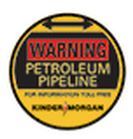 WARNING
PETROLEUM
PIPELINE
FOR INFORMATION TOLL FREE
KINDER MORGAN